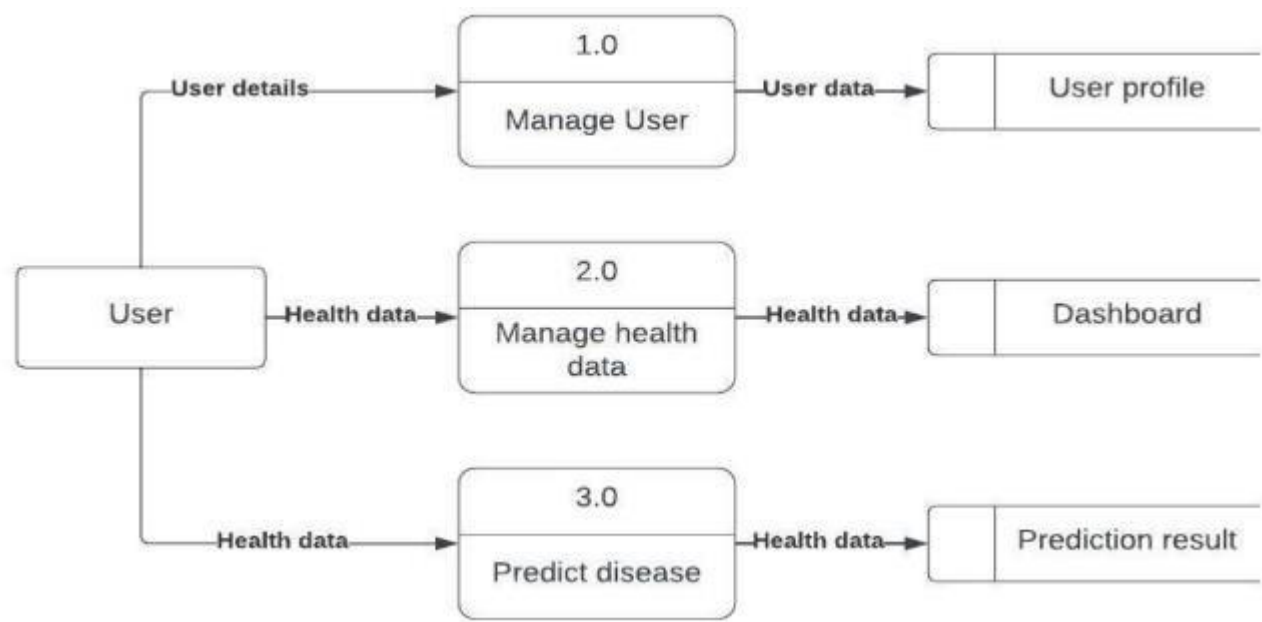 1.0
User details
Manage User
User data
User profile
User
Health data
2.0
Manage health
data
Health data
Dashboard
Health data
3.0
Predict disease
Health data
Prediction result